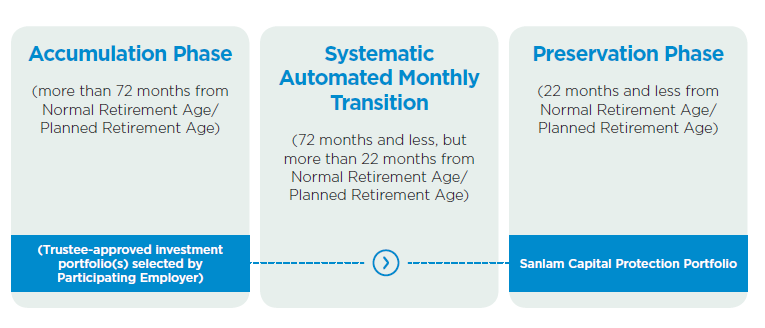 Accumulation Phase
(more than 72 months from
Normal Retirement Age/
Planned Retirement Age)
(Trustee-approved investment
portfolio(s) selected by
Participating Employer)
Systematic
Automated Monthly
Transition
(72 months and less, but
more than 22 months from
Normal Retirement Age/
Planned Retirement Age)
Preservation Phase
(22 months and less from
Normal Retirement Age/
Planned Retirement Age)
Sanlam Capital Protection Portfolio